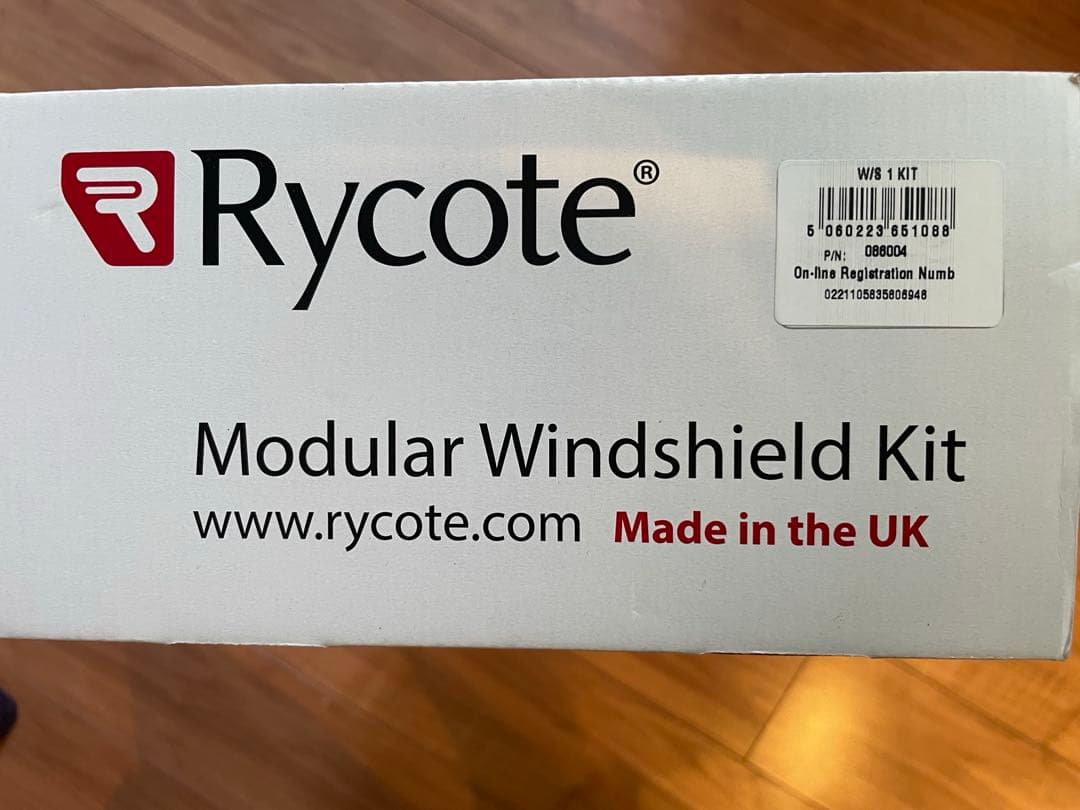 Rycote®
W/S 1 KIT
5 060223 651088
P/N: 086004
On-line Registration Numb
0221105835806948
Modular Windshield Kit
www.rycote.com Made in the UK